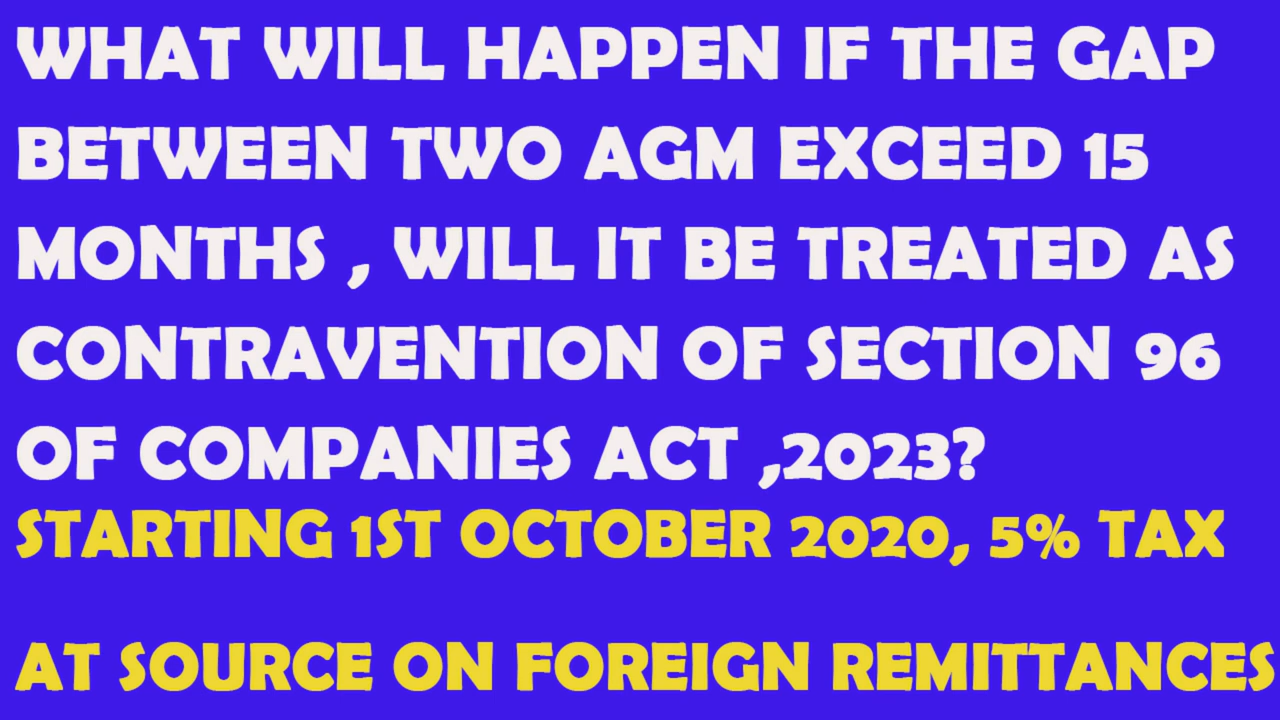 WHAT WILL HAPPEN IF THE GAP
BETWEEN TWO AGM EXCEED 15
MONTHS , WILL IT BE TREATED AS
CONTRAVENTION OF SECTION 96
OF COMPANIES ACT ,2023?
STARTING 1ST OCTOBER 2020, 5% TAX
AT SOURCE ON FOREIGN REMITTANCES